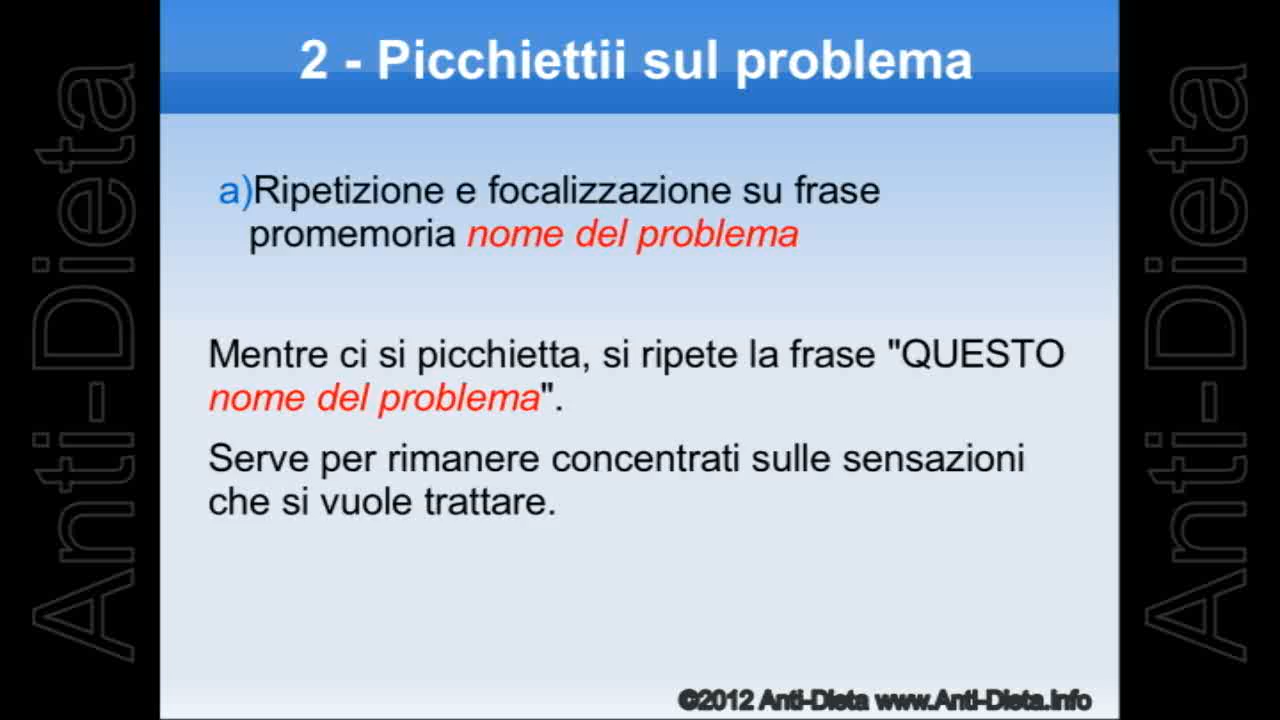 2 - Picchiettii sul problema
a)Ripetizione e focalizzazione su frase
promemoria nome del problema
Mentre ci si picchietta, si ripete la frase "QUESTO
nome del problema".
Serve per rimanere concentrati sulle sensazioni
che si vuole trattare.
©2012 Anti-Dieta www.Anti-Dieta.info
Anti-Dieta
Anti-Dieta